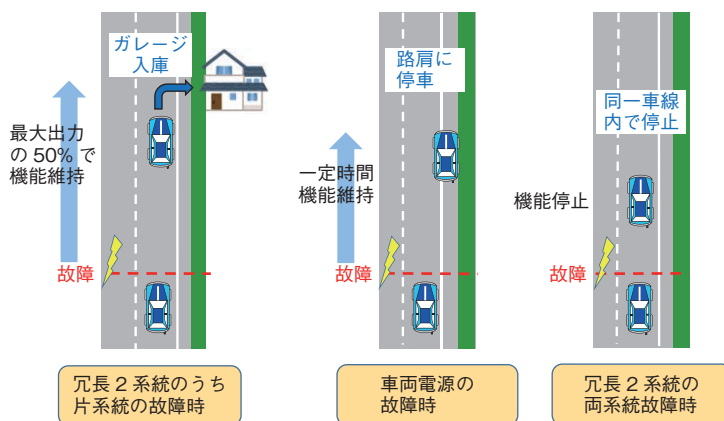 ガレージ
入庫
最大出力
の 50% で
機能維持
故障
冗長 2 系統のうち
片系統の故障時
路肩に
停車
一定時間
機能維持
故障
車両電源の
故障時
同一車線
内で停止
機能停止
故障
冗長 2 系統の
両系統故障時